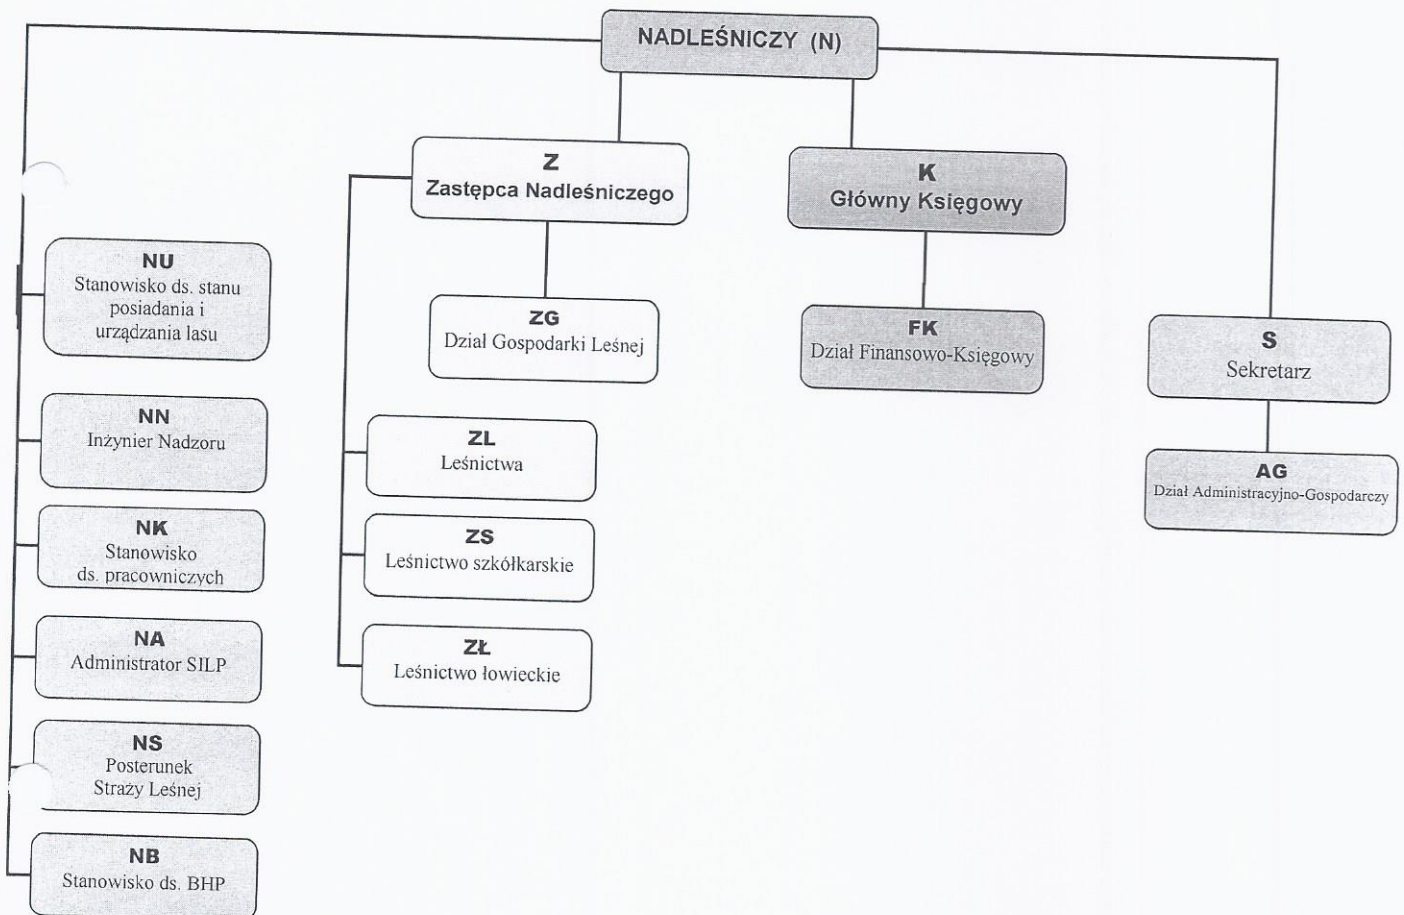 NADLEŚNICZY (N)
Z
Zastępca Nadleśniczego
K
Główny Księgowy
NU
Stanowisko ds. stanu
posiadania i
urządzania lasu
ZG
Dział Gospodarki Leśnej
FK
Dział Finansowo-Księgowy
S
Sekretarz
NN
Inżynier Nadzoru
ZL
Leśnictwa
AG
Dział Administracyjno-Gospodarczy
NK
Stanowisko
ds. pracowniczych
ZS
Leśnictwo szkółkarskie
NA
Administrator SILP
ZŁ
Leśnictwo łowieckie
NS
Posterunek
Straży Leśnej
NB
Stanowisko ds. BHP